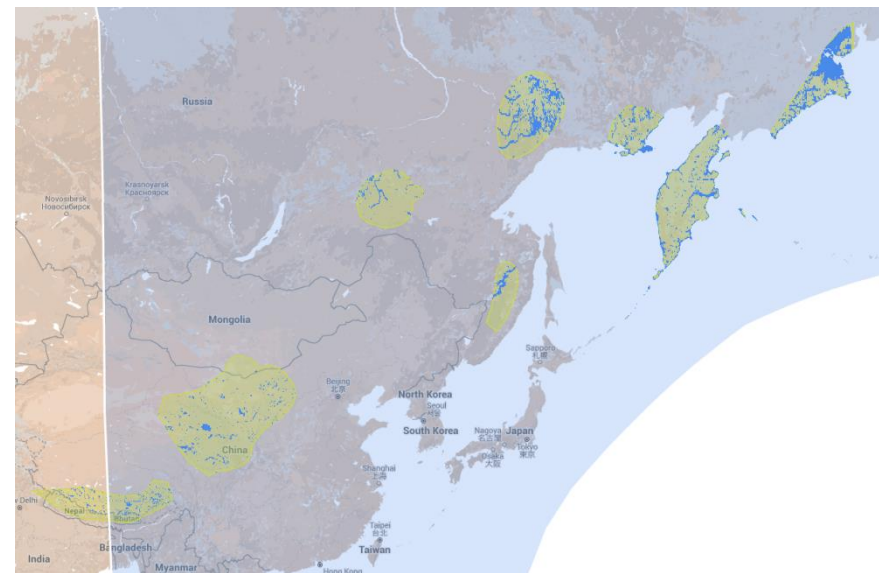 Russia
Krasnoyarsk
Красноярск
Novosibirsk
Новосибирск
Mongolia
Sapporo
札幌
Beijing
北京
North Korea
Seoul
서울
South Korea
Nagoya
名古屋
Japan
Tokyo
東京
Osaka
大阪
China
Shanghai
上海
Delhi
Nepal
Bhutan
Taipei
台北
Taiwan
Bangladesh
India
Myanmar
Hong Kong